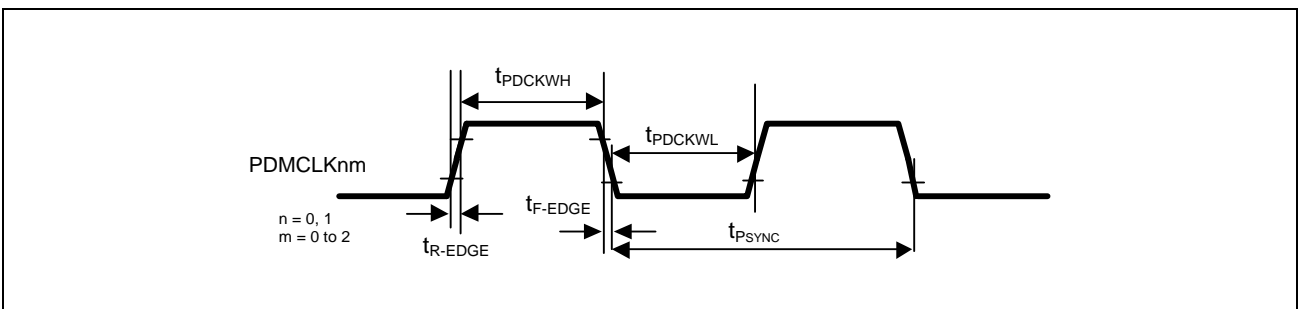 tPDCKWH
tPDCKWL
PDMCLKnm
n = 0, 1
m = 0 to 2
tF-EDGE
tPSYNC
tR-EDGE